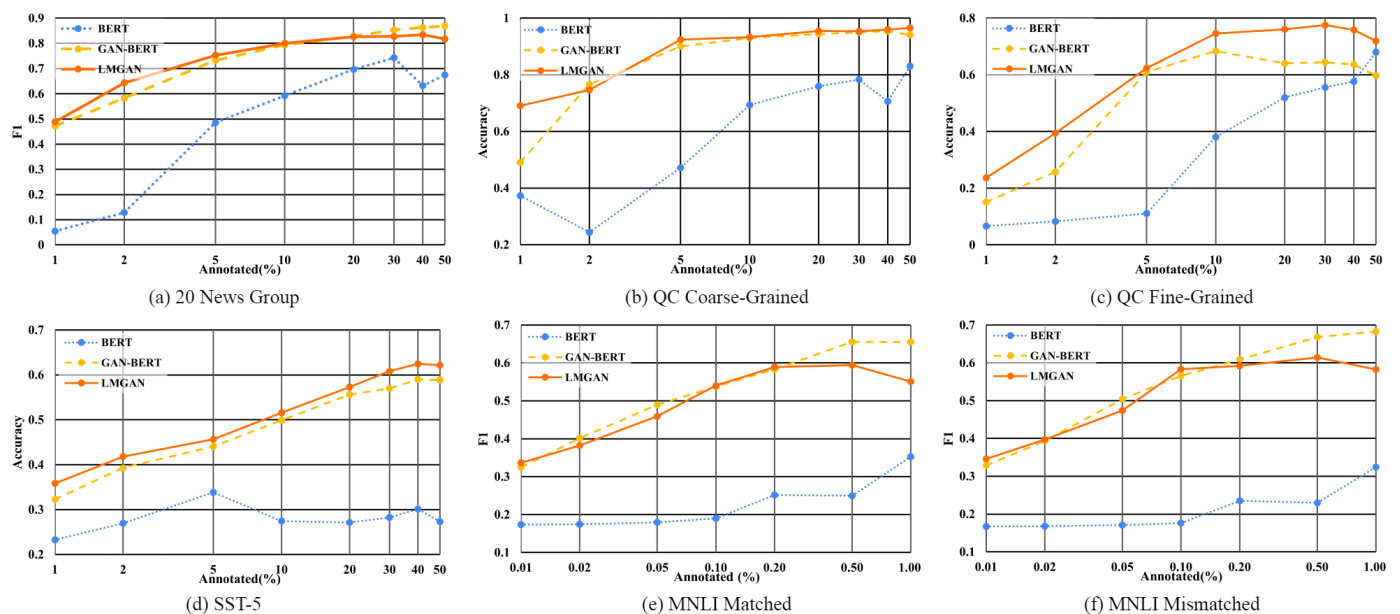 0.9
0.8
0.7
0.6
0.5
0.4
0.3
0.2
0.1
0
F1
BERT
GAN-BERT
LMGAN
1 2 5 10 20 30 40 50
Annotated(%)
(a) 20 News Group
1
0.8
0.6
0.4
0.2
Accuracy
BERT
GAN-BERT
LMGAN
1 2 5 10 20 30 40 50
Annotated(%)
(b) QC Coarse-Grained
0.8
0.6
0.4
0.2
0
Accuracy
BERT
GAN-BERT
LMGAN
1 2 5 10 20 30 40 50
Annotated(%)
(c) QC Fine-Grained
0.7
0.6
0.5
0.4
0.3
0.2
Accuracy
BERT
GAN-BERT
LMGAN
1 2 5 10 20 30 40 50
Annotated(%)
(d) SST-5
0.7
0.6
0.5
0.4
0.3
0.2
0.1
F1
BERT
GAN-BERT
LMGAN
0.01 0.02 0.05 0.10 0.20 0.50 1.00
Annotated (%)
(e) MNLI Matched
0.7
0.6
0.5
0.4
0.3
0.2
0.1
F1
BERT
GAN-BERT
LMGAN
0.01 0.02 0.05 0.10 0.20 0.50 1.00
Annotated(%)
(f) MNLI Mismatched